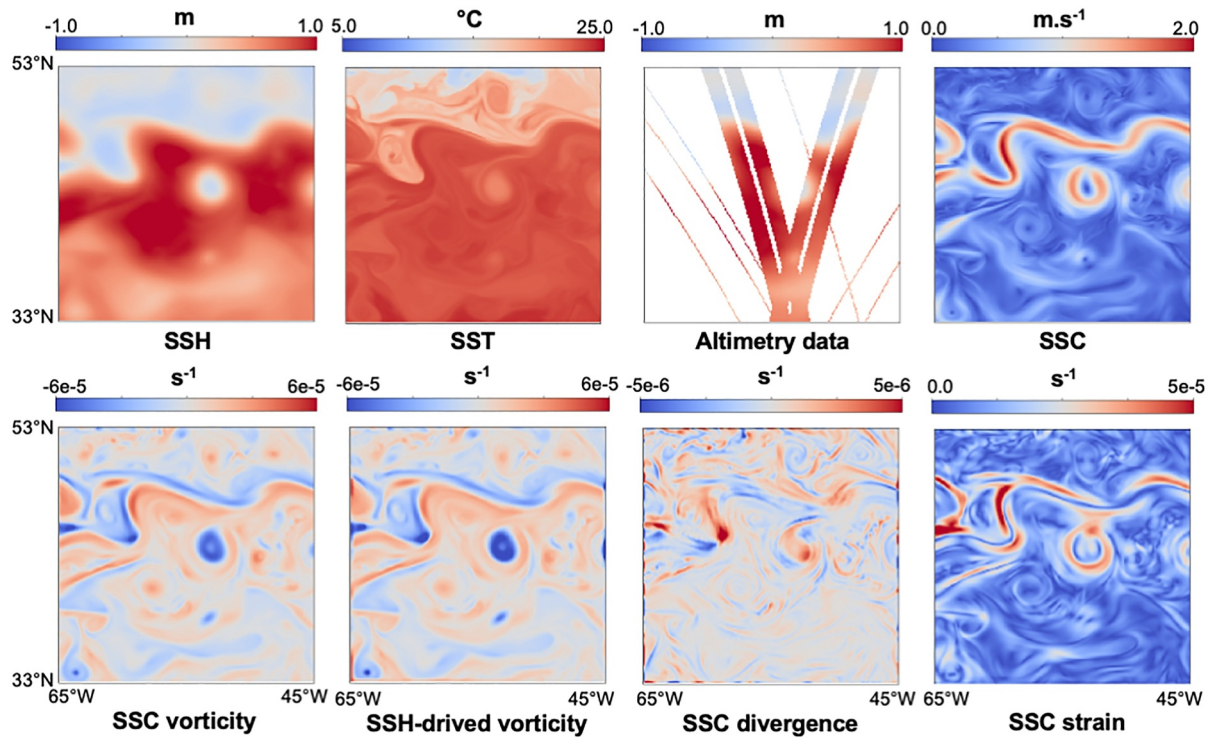 m °C m m.s-1
-1.0 1.0 5.0 25.0 -1.0 1.0 0.0 2.0
53°N
33°N
SSH SST Altimetry data SSC
s-1 s-1 s-1 s-1
-6e-5 6e-5 -6e-5 6e-5 -5e-6 5e-6 0.0 5e-5
53°N
33°N
65°W 45°W 65°W 45°W 65°W 45°W 65°W 45°W
SSC vorticity SSH-drived vorticity SSC divergence SSC strain